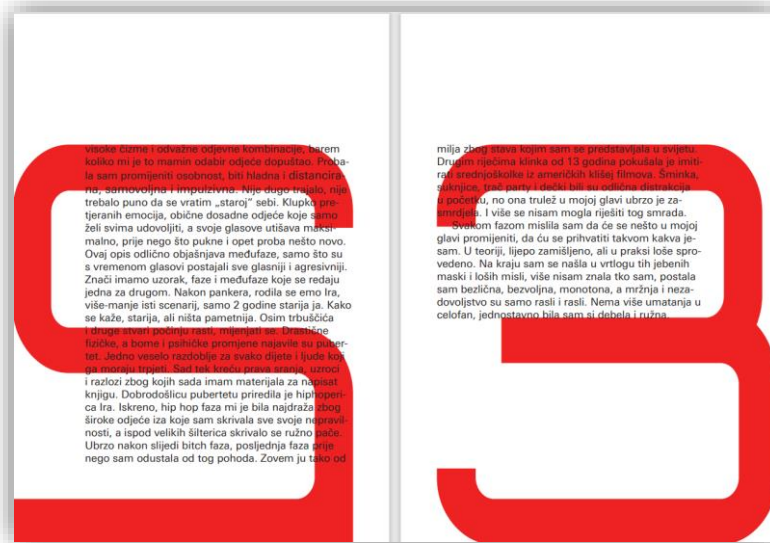 visoke čizme i odvažne odjevne kombinacije, barem
koliko mi je to mamin odabir odjeće dopuštao. Proba-
la sam promijeniti osobnost, biti hladna i distancira-
na, samovoljna i impulzivna. Nije dugo trajalo, nije
trebalo puno da se vratim „staroj” sebi. Klupko pre-
tjeranih emocija, obične dosadne odjeće koje samo
želi svima udovoljiti, a svoje glasove utišava maksi-
malno, prije nego što pukne i opet proba nešto novo.
Ovaj opis odlično objašnjava međufaze, samo što su
s vremenom glasovi postajali sve glasniji i agresivniji.
Znači imamo uzorak, faze i međufaze koje se redaju
jedna za drugom. Nakon pankera, rodila se emo Ira,
više-manje isti scenarij, samo 2 godine starija ja. Kako
se kaže, starija, ali ništa pametnija. Osim trbuščića
i druge stvari počinju rasti, mijenjati se. Drastične
fizičke, a bome i psihičke promjene najavile su puber-
tet. Jedno veselo razdoblje za svako dijete i ljude koji
ga moraju trpjeti. Sad tek kreću prava sranja, uzroci
i razlozi zbog kojih sada imam materijala za napisat
knjigu. Dobrodošlicu pubertetu priredila je hiphoperi-
ca Ira. Iskreno, hip hop faza mi je bila najdraža zbog
široke odjeće iza koje sam skrivala sve svoje nepravil-
nosti, a ispod velikih šilterica skrivalo se ružno pače.
Ubrzo nakon slijedi bitch faza, posljednja faza prije
nego sam odustala od tog pohoda. Zovem ju tako od
milja zbog stava kojim sam se predstavljala u svijetu.
Drugim riječima klinka od 13 godina pokušala je imiti-
rati srednjoškolke iz američkih klišej filmova. Šminka,
suknjice, trač party i dečki bili su odlična distrakcija
u početku, no ona trulež u mojoj glavi ubrzo je za-
smrdjela. I više se nisam mogla riješiti tog smrada.
Svakom fazom mislila sam da će se nešto u mojoj
glavi promijeniti, da ću se prihvatiti takvom kakva je-
sam. U teoriji, lijepo zamišljeno, ali u praksi loše spro-
vedeno. Na kraju sam se našla u vrtlogu tih jebenih
maski i loših misli, više nisam znala tko sam, postala
sam bezlična, bezvoljna, monotona, a mržnja i neza-
dovoljstvo su samo rasli i rasli. Nema više umatanja u
celofan, jednostavno bila sam si debela i ružna.